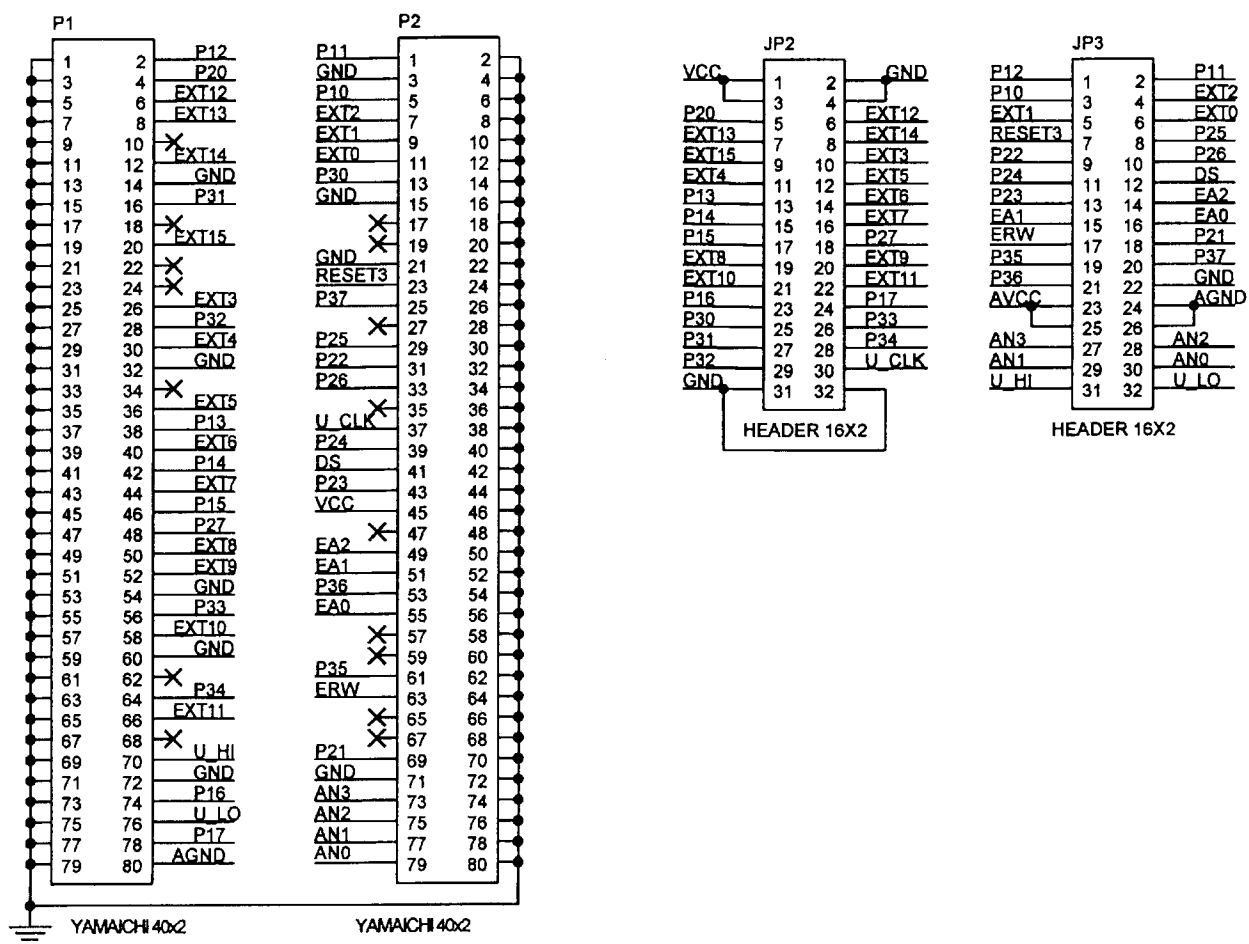 P1
1 2 P12
3 4 P20
5 6 EXT12
7 8 EXT13
9 10
11 12 EXT14
13 14 GND
15 16 P31
17 18
19 20 EXT15
21 22
23 24
25 26 EXT3
27 28 P32
29 30 EXT4
31 32 GND
33 34
35 36 EXT5
37 38 P13
39 40 EXT6
41 42 P14
43 44 EXT7
45 46 P15
47 48 P27
49 50 EXT8
51 52 EXT9
53 54 GND
55 56 P33
57 58 EXT10
59 60 GND
61 62
63 64 P34
65 66 EXT11
67 68
69 70 U_HI
71 72 GND
73 74 P16
75 76 U_LO
77 78 P17
79 80 AGND
YAMAICHI 40x2
P2
P11 1 2
GND 3 4
P10 5 6
EXT2 7 8
EXT1 9 10
EXT0 11 12
P30 13 14
GND 15 16
17 18
19 20
GND 21 22
RESET3 23 24
P37 25 26
27 28
P25 29 30
P22 31 32
P26 33 34
35 36
U_CLK 37 38
P24 39 40
DS 41 42
P23 43 44
VCC 45 46
47 48
EA2 49 50
EA1 51 52
P36 53 54
EA0 55 56
57 58
59 60
P35 61 62
ERW 63 64
65 66
67 68
P21 69 70
GND 71 72
AN3 73 74
AN2 75 76
AN1 77 78
AN0 79 80
YAMAICHI 40x2
JP2
VCC 1 2 GND
3 4
P20 5 6 EXT12
EXT13 7 8 EXT14
EXT15 9 10 EXT3
EXT4 11 12 EXT5
P13 13 14 EXT6
P14 15 16 EXT7
P15 17 18 P27
EXT8 19 20 EXT9
EXT10 21 22 EXT11
P16 23 24 P17
P30 25 26 P33
P31 27 28 P34
P32 29 30 U_CLK
GND 31 32
HEADER 16X2
JP3
P12 1 2 P11
P10 3 4 EXT2
EXT1 5 6 EXT0
RESET3 7 8 P25
P22 9 10 P26
P24 11 12 DS
P23 13 14 EA2
EA1 15 16 EA0
ERW 17 18 P21
P35 19 20 P37
P36 21 22 GND
AVCC 23 24 AGND
25 26
AN3 27 28 AN2
AN1 29 30 AN0
U_HI 31 32 U_LO
HEADER 16X2